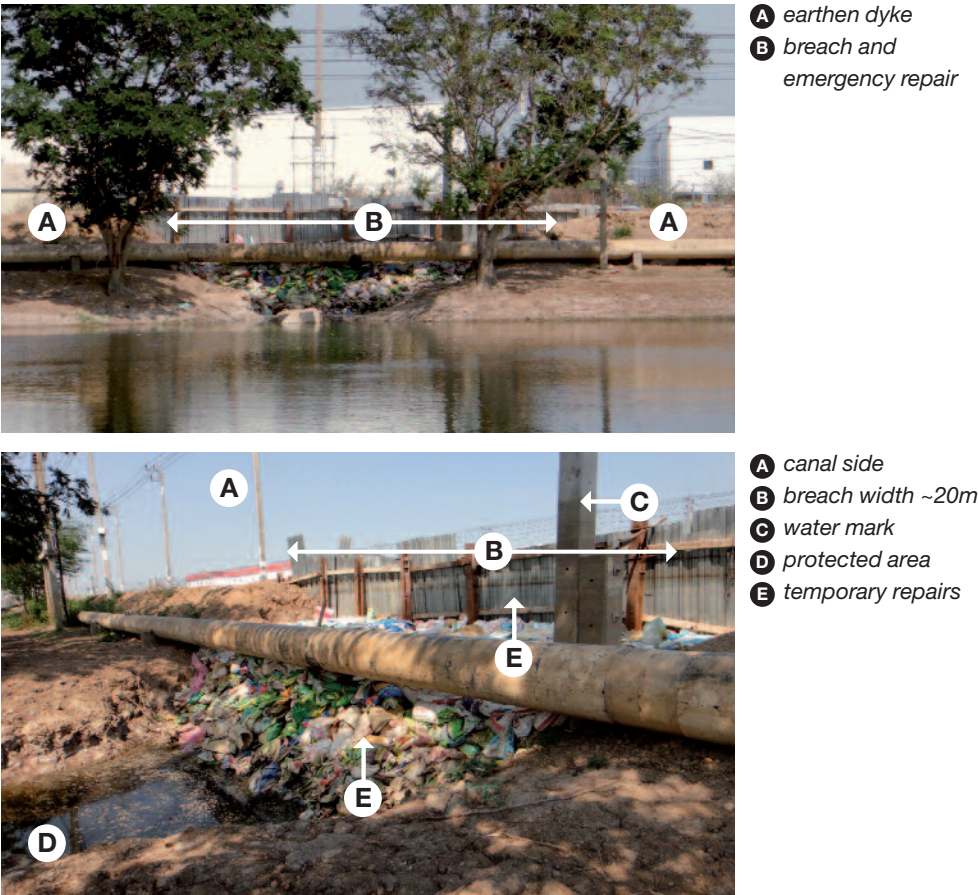 A earthen dyke
B breach and
emergency repair
A
B
A
A canal side
B breach width ~20m
C water mark
D protected area
E temporary repairs
A
C
B
E
E
D